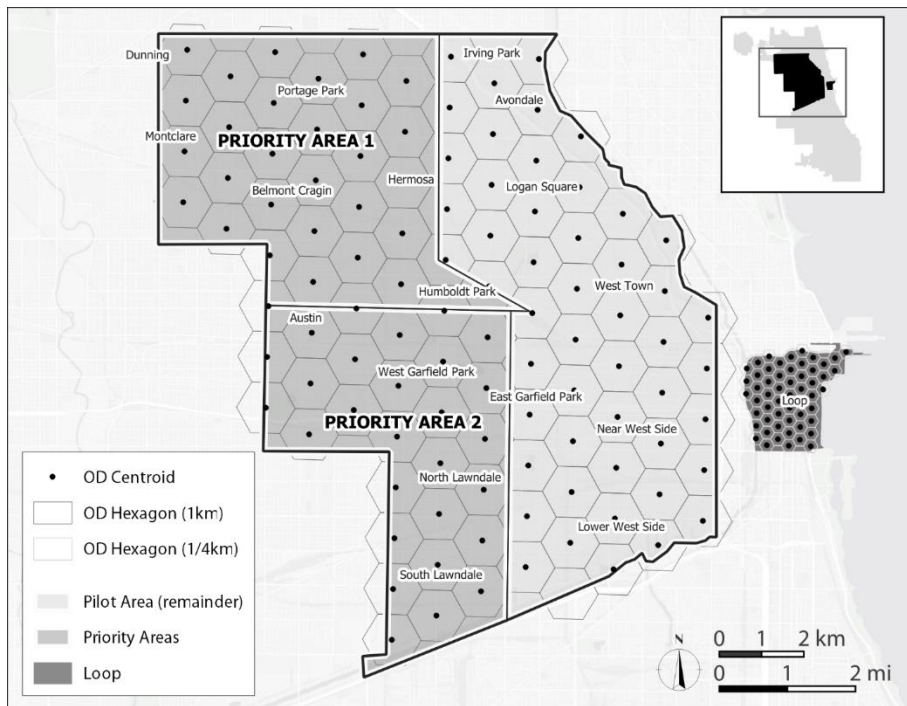 Dunning
Irving Park
Portage Park
Avondale
Montclare
PRIORITY AREA 1
Hermosa
Belmont Cragin
Logan Square
West Town
Humboldt Park
Austin
West Garfield Park
East Garfield Park
Loop
PRIORITY AREA 2
Near West Side
North Lawndale
Lower West Side
South Lawndale
OD Centroid
OD Hexagon (1km)
OD Hexagon (1/4km)
Pilot Area (remainder)
Priority Areas
Loop
N
0 1 2 km
0 1 2 mi